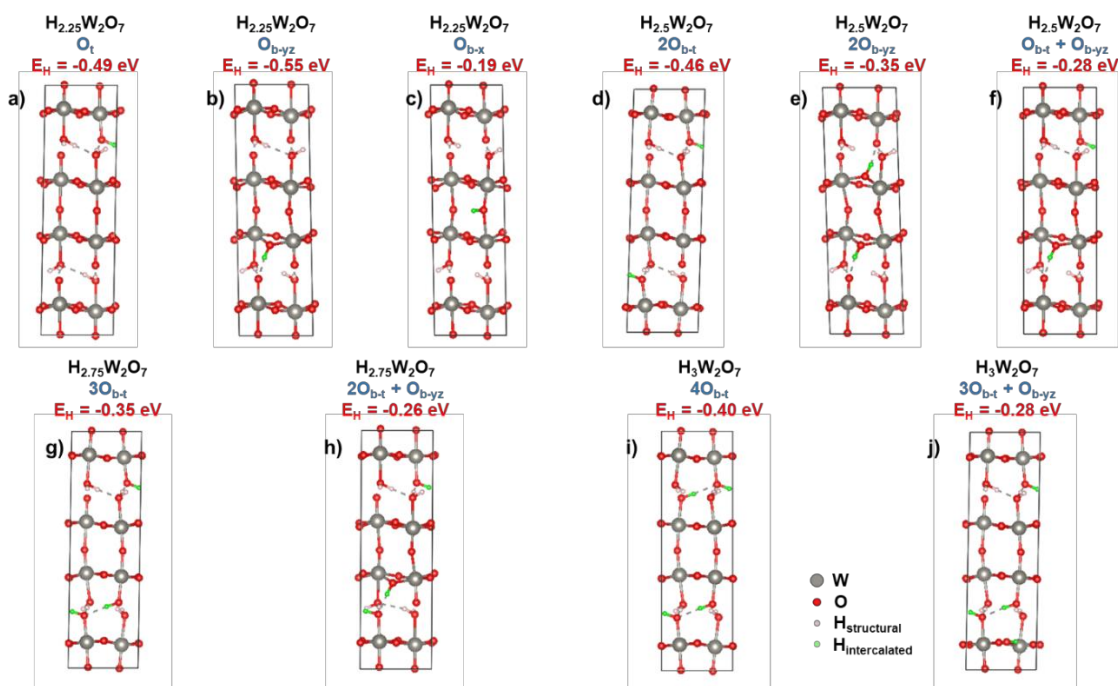 H2.25W2O7
Ot
EH = -0.49 eV
a)
H2.25W2O7
Ob-yz
EH = -0.55 eV
b)
H2.25W2O7
Ob-x
EH = -0.19 eV
c)
H2.5W2O7
2Ob-t
EH = -0.46 eV
d)
H2.5W2O7
2Ob-yz
EH = -0.35 eV
e)
H2.5W2O7
Ob-t + Ob-yz
EH = -0.28 eV
f)
H2.75W2O7
3Ob-t
EH = -0.35 eV
g)
H2.75W2O7
2Ob-t + Ob-yz
EH = -0.26 eV
h)
H3W2O7
4Ob-t
EH = -0.40 eV
i)
H3W2O7
3Ob-t + Ob-yz
EH = -0.28 eV
j)
W
O
Hstructural
Hintercalated